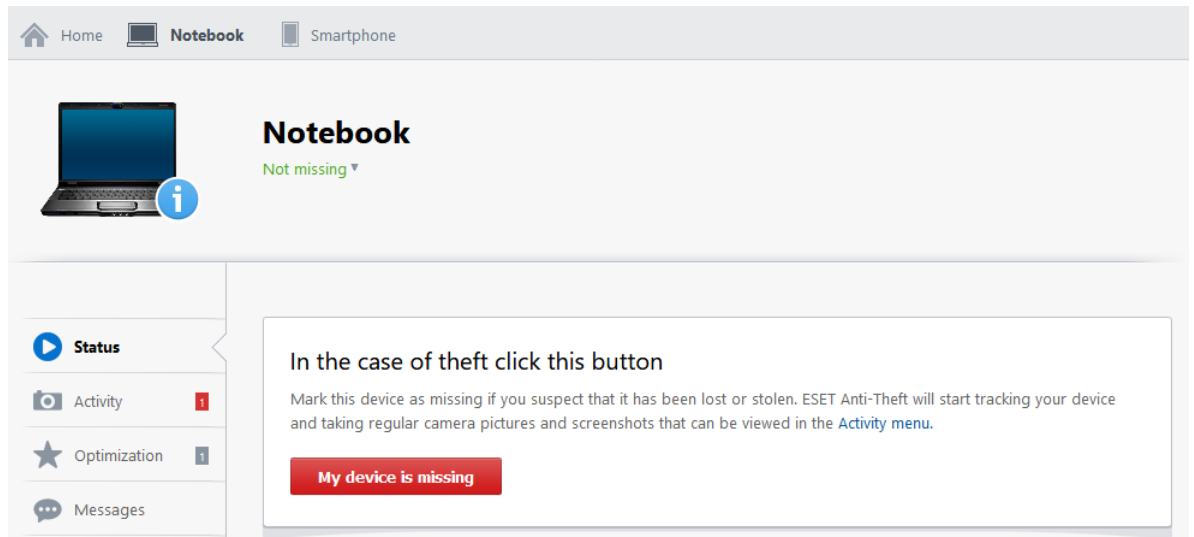 Home Notebook Smartphone
Notebook
Not missing
Status
Activity 1
Optimization 1
Messages
In the case of theft click this button
Mark this device as missing if you suspect that it has been lost or stolen. ESET Anti-Theft will start tracking your device
and taking regular camera pictures and screenshots that can be viewed in the Activity menu.
My device is missing